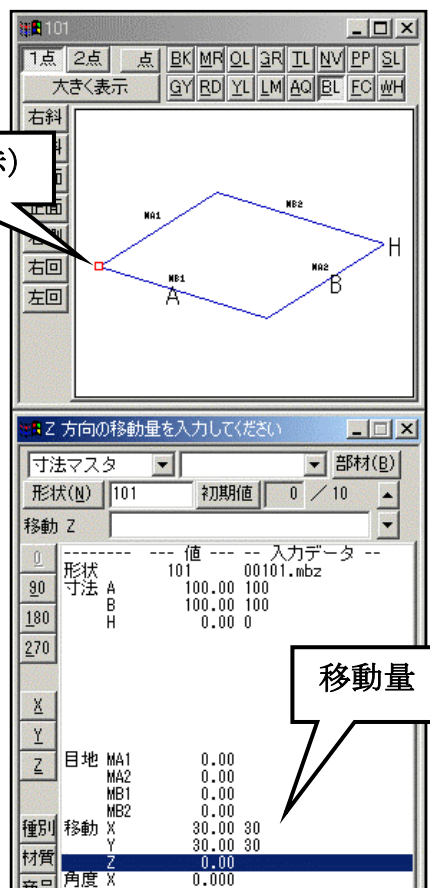 101
1点 2点 点 BK MR OL GR TL NV PP SL
大きく表示 GY RD YL LM AQ BL FC WH
右斜
正面
右回
左回
MA1
MB2
MB1
MA2
A
B
H
Z 方向の移動量を入力してください
寸法マスタ 部材(B)
形状(N) 101 初期値 0 / 10
移動 Z
0
90
180
270
X
Y
Z
種別
材質
商品
-------- --- 値 --- -- 入力データ --
形状 101 00101.mbz
寸法 A 100.00 100
B 100.00 100
H 0.00 0
移動量
目地 MA1 0.00
MA2 0.00
MB1 0.00
MB2 0.00
移動 X 30.00 30
Y 30.00 30
Z 0.00
角度 X 0.000